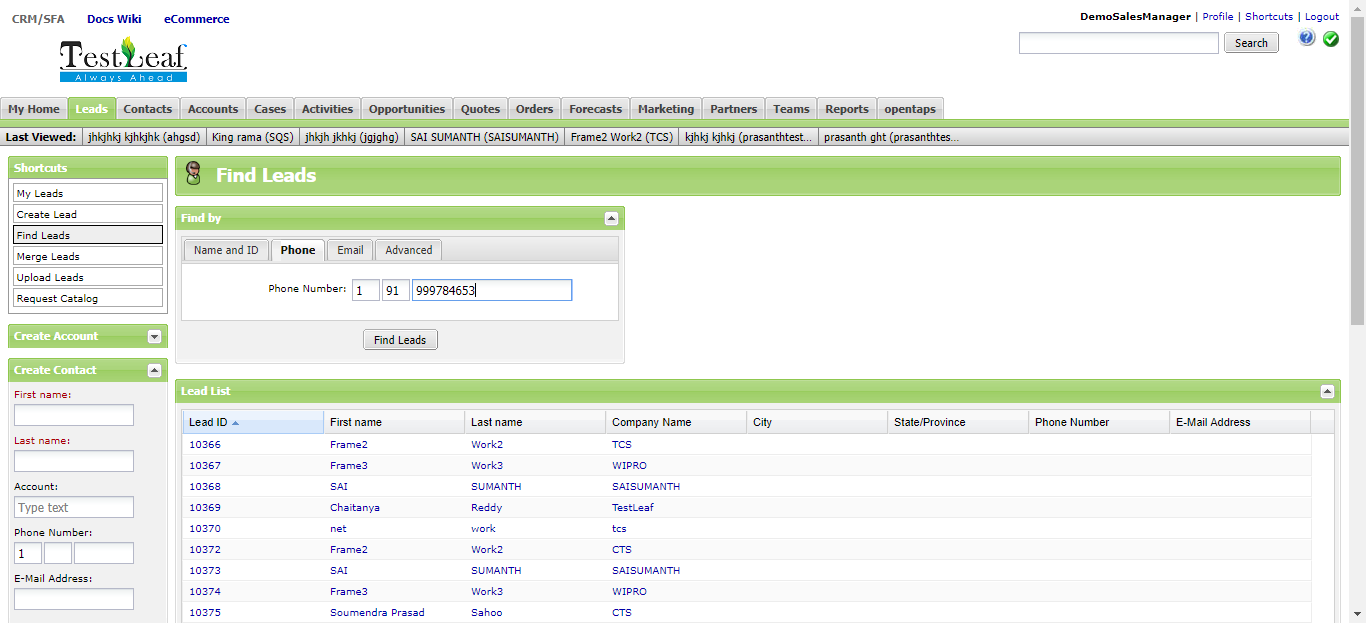 CRM/SFA Docs Wiki eCommerce
DemoSalesManager | Profile | Shortcuts | Logout
TestLeaf
Always Ahead
Search
My Home Leads Contacts Accounts Cases Activities Opportunities Quotes Orders Forecasts Marketing Partners Teams Reports opentaps
Last Viewed: jhkjhkj kjhkjhk (ahgsd) King rama (SQS) jhkjh jkhkj (jgjghg) SAI SUMANTH (SAISUMANTH) Frame2 Work2 (TCS) kjhkj kjhkj (prasanthtest... prasanth ght (prasanthtes...
Shortcuts
My Leads
Create Lead
Find Leads
Merge Leads
Upload Leads
Request Catalog
Create Account
Create Contact
First name:
Last name:
Account:
Type text
Phone Number:
1
E-Mail Address:
Find Leads
Find by
Name and ID Phone Email Advanced
Phone Number: 1 91 999784653
Find Leads
Lead List
Lead ID First name Last name Company Name City State/Province Phone Number E-Mail Address
10366 Frame2 Work2 TCS
10367 Frame3 Work3 WIPRO
10368 SAI SUMANTH SAISUMANTH
10369 Chaitanya Reddy TestLeaf
10370 net work tcs
10372 Frame2 Work2 CTS
10373 SAI SUMANTH SAISUMANTH
10374 Frame3 Work3 WIPRO
10375 Soumendra Prasad Sahoo CTS